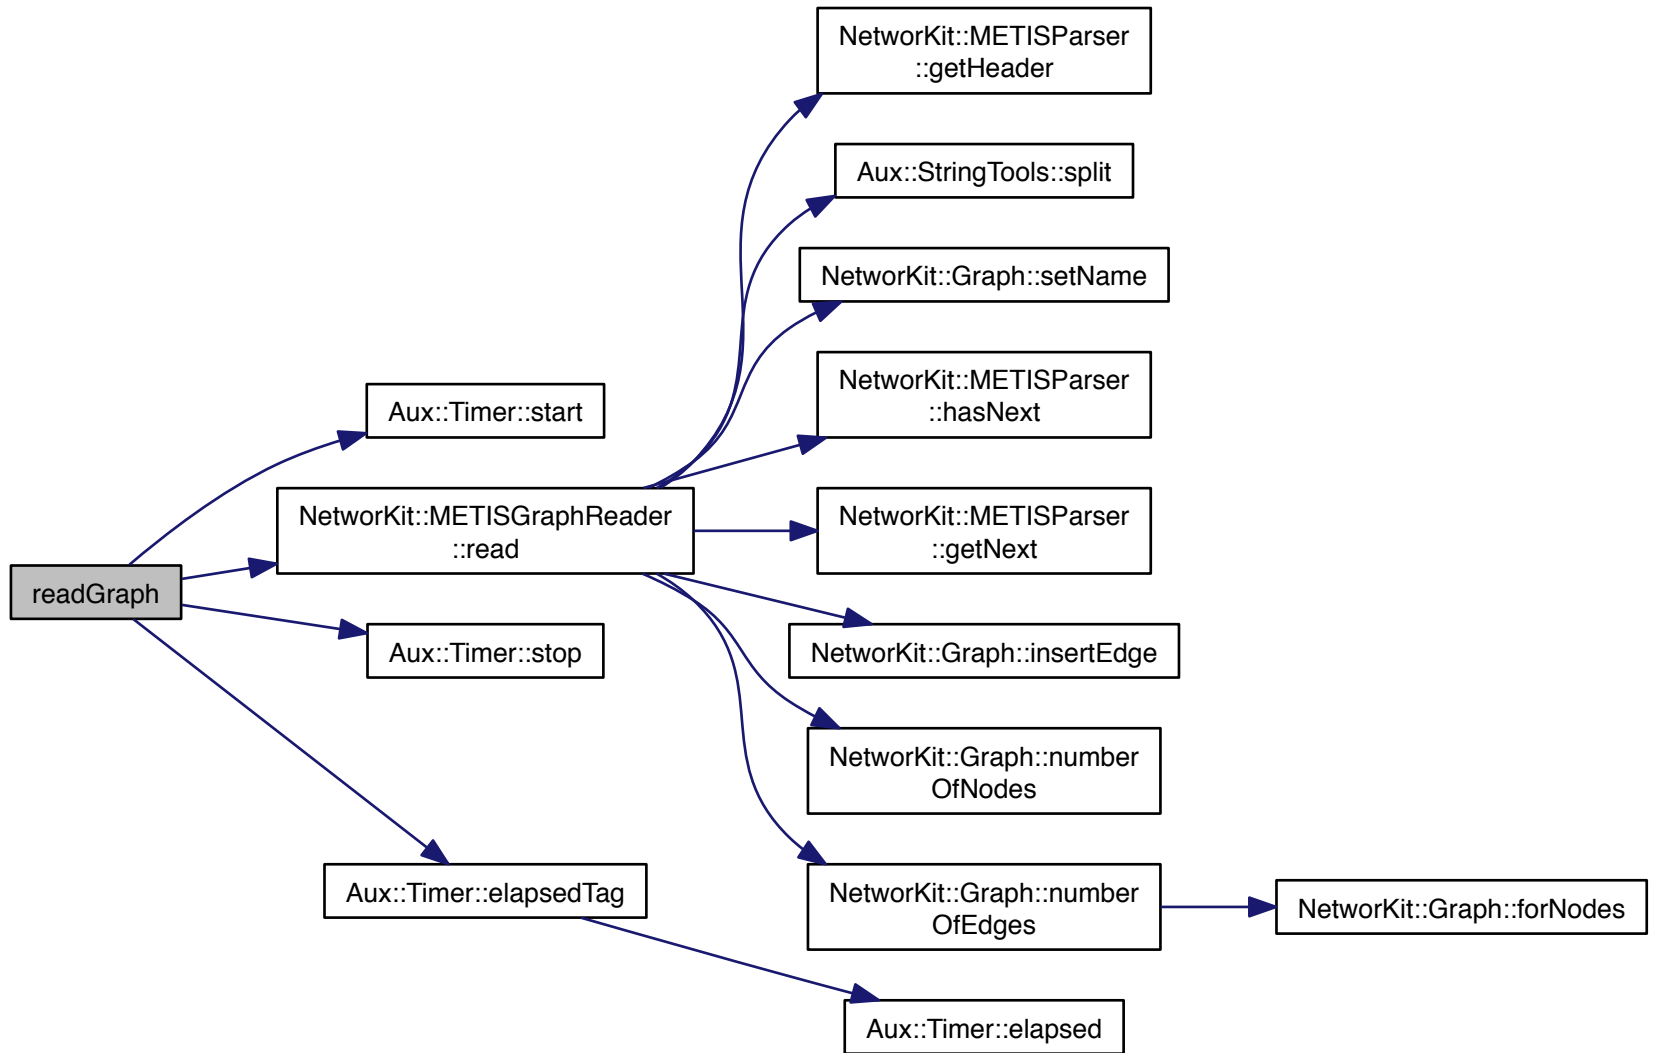 NetworKit::METISParser
::getHeader
Aux::StringTools::split
NetworKit::Graph::setName
NetworKit::METISParser
::hasNext
Aux::Timer::start
NetworKit::METISGraphReader
::read
NetworKit::METISParser
::getNext
readGraph
Aux::Timer::stop
NetworKit::Graph::insertEdge
NetworKit::Graph::number
OfNodes
Aux::Timer::elapsedTag
NetworKit::Graph::number
OfEdges
NetworKit::Graph::forNodes
Aux::Timer::elapsed